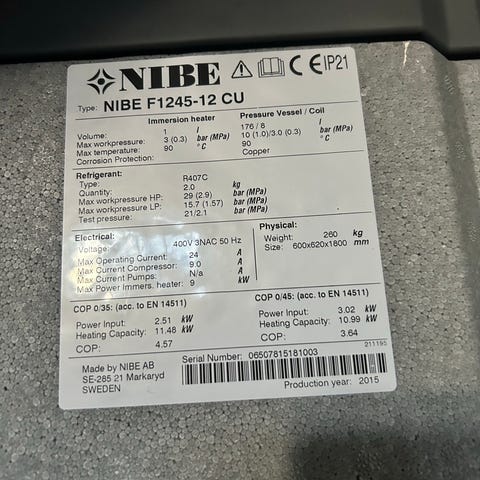 NIBE CE IP21
Type: NIBE F1245-12 CU
Immersion heater Pressure Vessel / Coil
Volume: 1 l 176 / 8 l
Max workpressure: 3 (0.3) bar (MPa) 10 (1.0)/3.0 (0.3) bar (MPa)
Max temperature: 90 °C 90 °C
Corrosion Protection: Copper
Refrigerant:
Type: R407C
Quantity: 2.0 kg
Max workpressure HP: 29 (2.9) bar (MPa)
Max workpressure LP: 15.7 (1.57) bar (MPa)
Test pressure: 21/2.1 bar (MPa)
Electrical: Physical:
Voltage: 400V 3NAC 50 Hz Weight: 260 kg
Max Operating Current: 24 A Size: 600x620x1800 mm
Max Current Compressor: 9.0 A
Max Current Pumps: N/a A
Max Power Immers. heater: 9 kW
COP 0/35: (acc. to EN 14511) COP 0/45: (acc. to EN 14511)
Power Input: 2.51 kW Power Input: 3.02 kW
Heating Capacity: 11.48 kW Heating Capacity: 10.99 kW
COP: 4.57 COP: 3.64
211195
Made by NIBE AB Serial Number: 06507815181003
SE-285 21 Markaryd
SWEDEN Production year: 2015